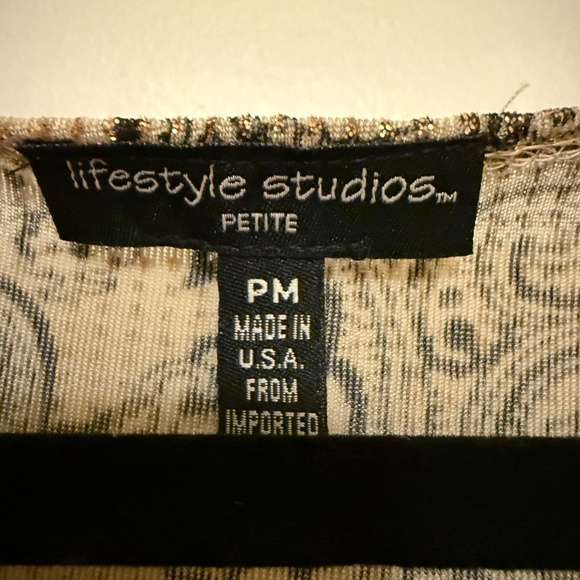 lifestyle studios™
PETITE
PM
MADE IN
U.S.A.
FROM
IMPORTED